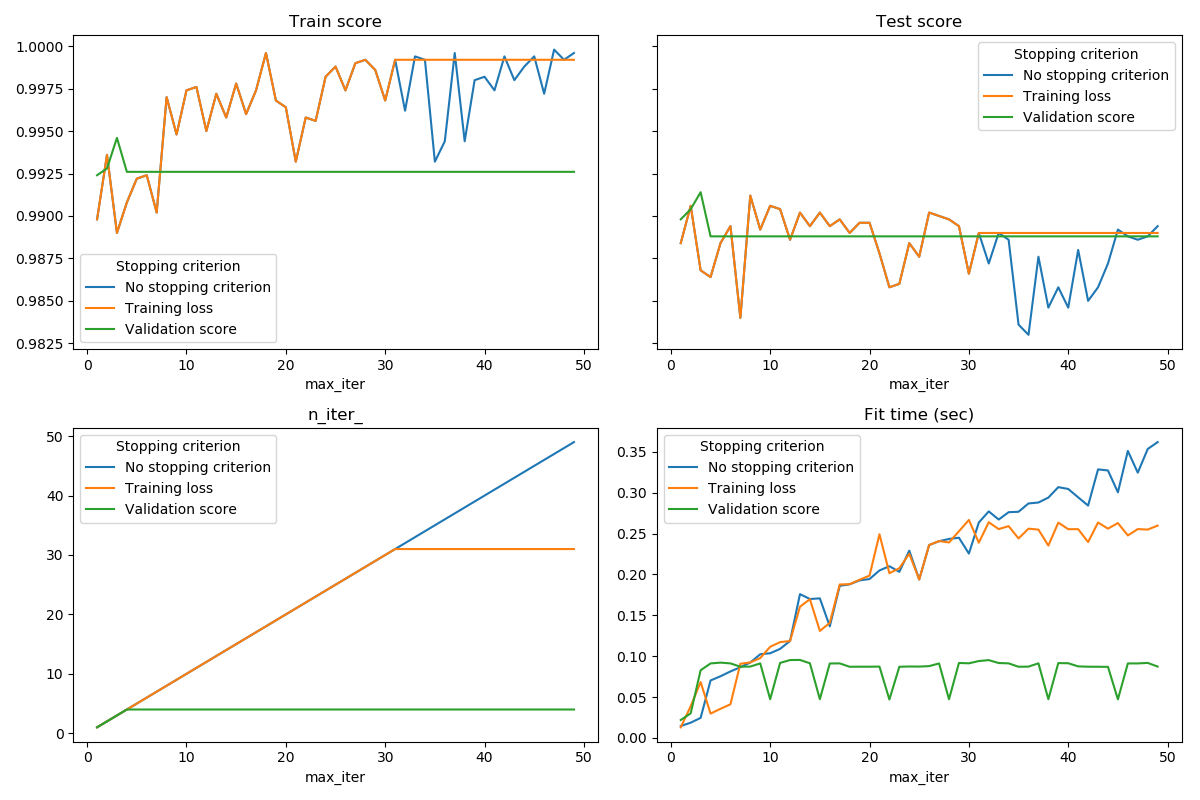 Train score
1.0000
0.9975
0.9950
0.9925
0.9900
0.9875
0.9850
0.9825
Stopping criterion
No stopping criterion
Training loss
Validation score
0 10 20 30 40 50
max_iter
Test score
Stopping criterion
No stopping criterion
Training loss
Validation score
0 10 20 30 40 50
max_iter
n_iter_
Stopping criterion
No stopping criterion
Training loss
Validation score
50
40
30
20
10
0
0 10 20 30 40 50
max_iter
Fit time (sec)
Stopping criterion
No stopping criterion
Training loss
Validation score
0.35
0.30
0.25
0.20
0.15
0.10
0.05
0.00
0 10 20 30 40 50
max_iter